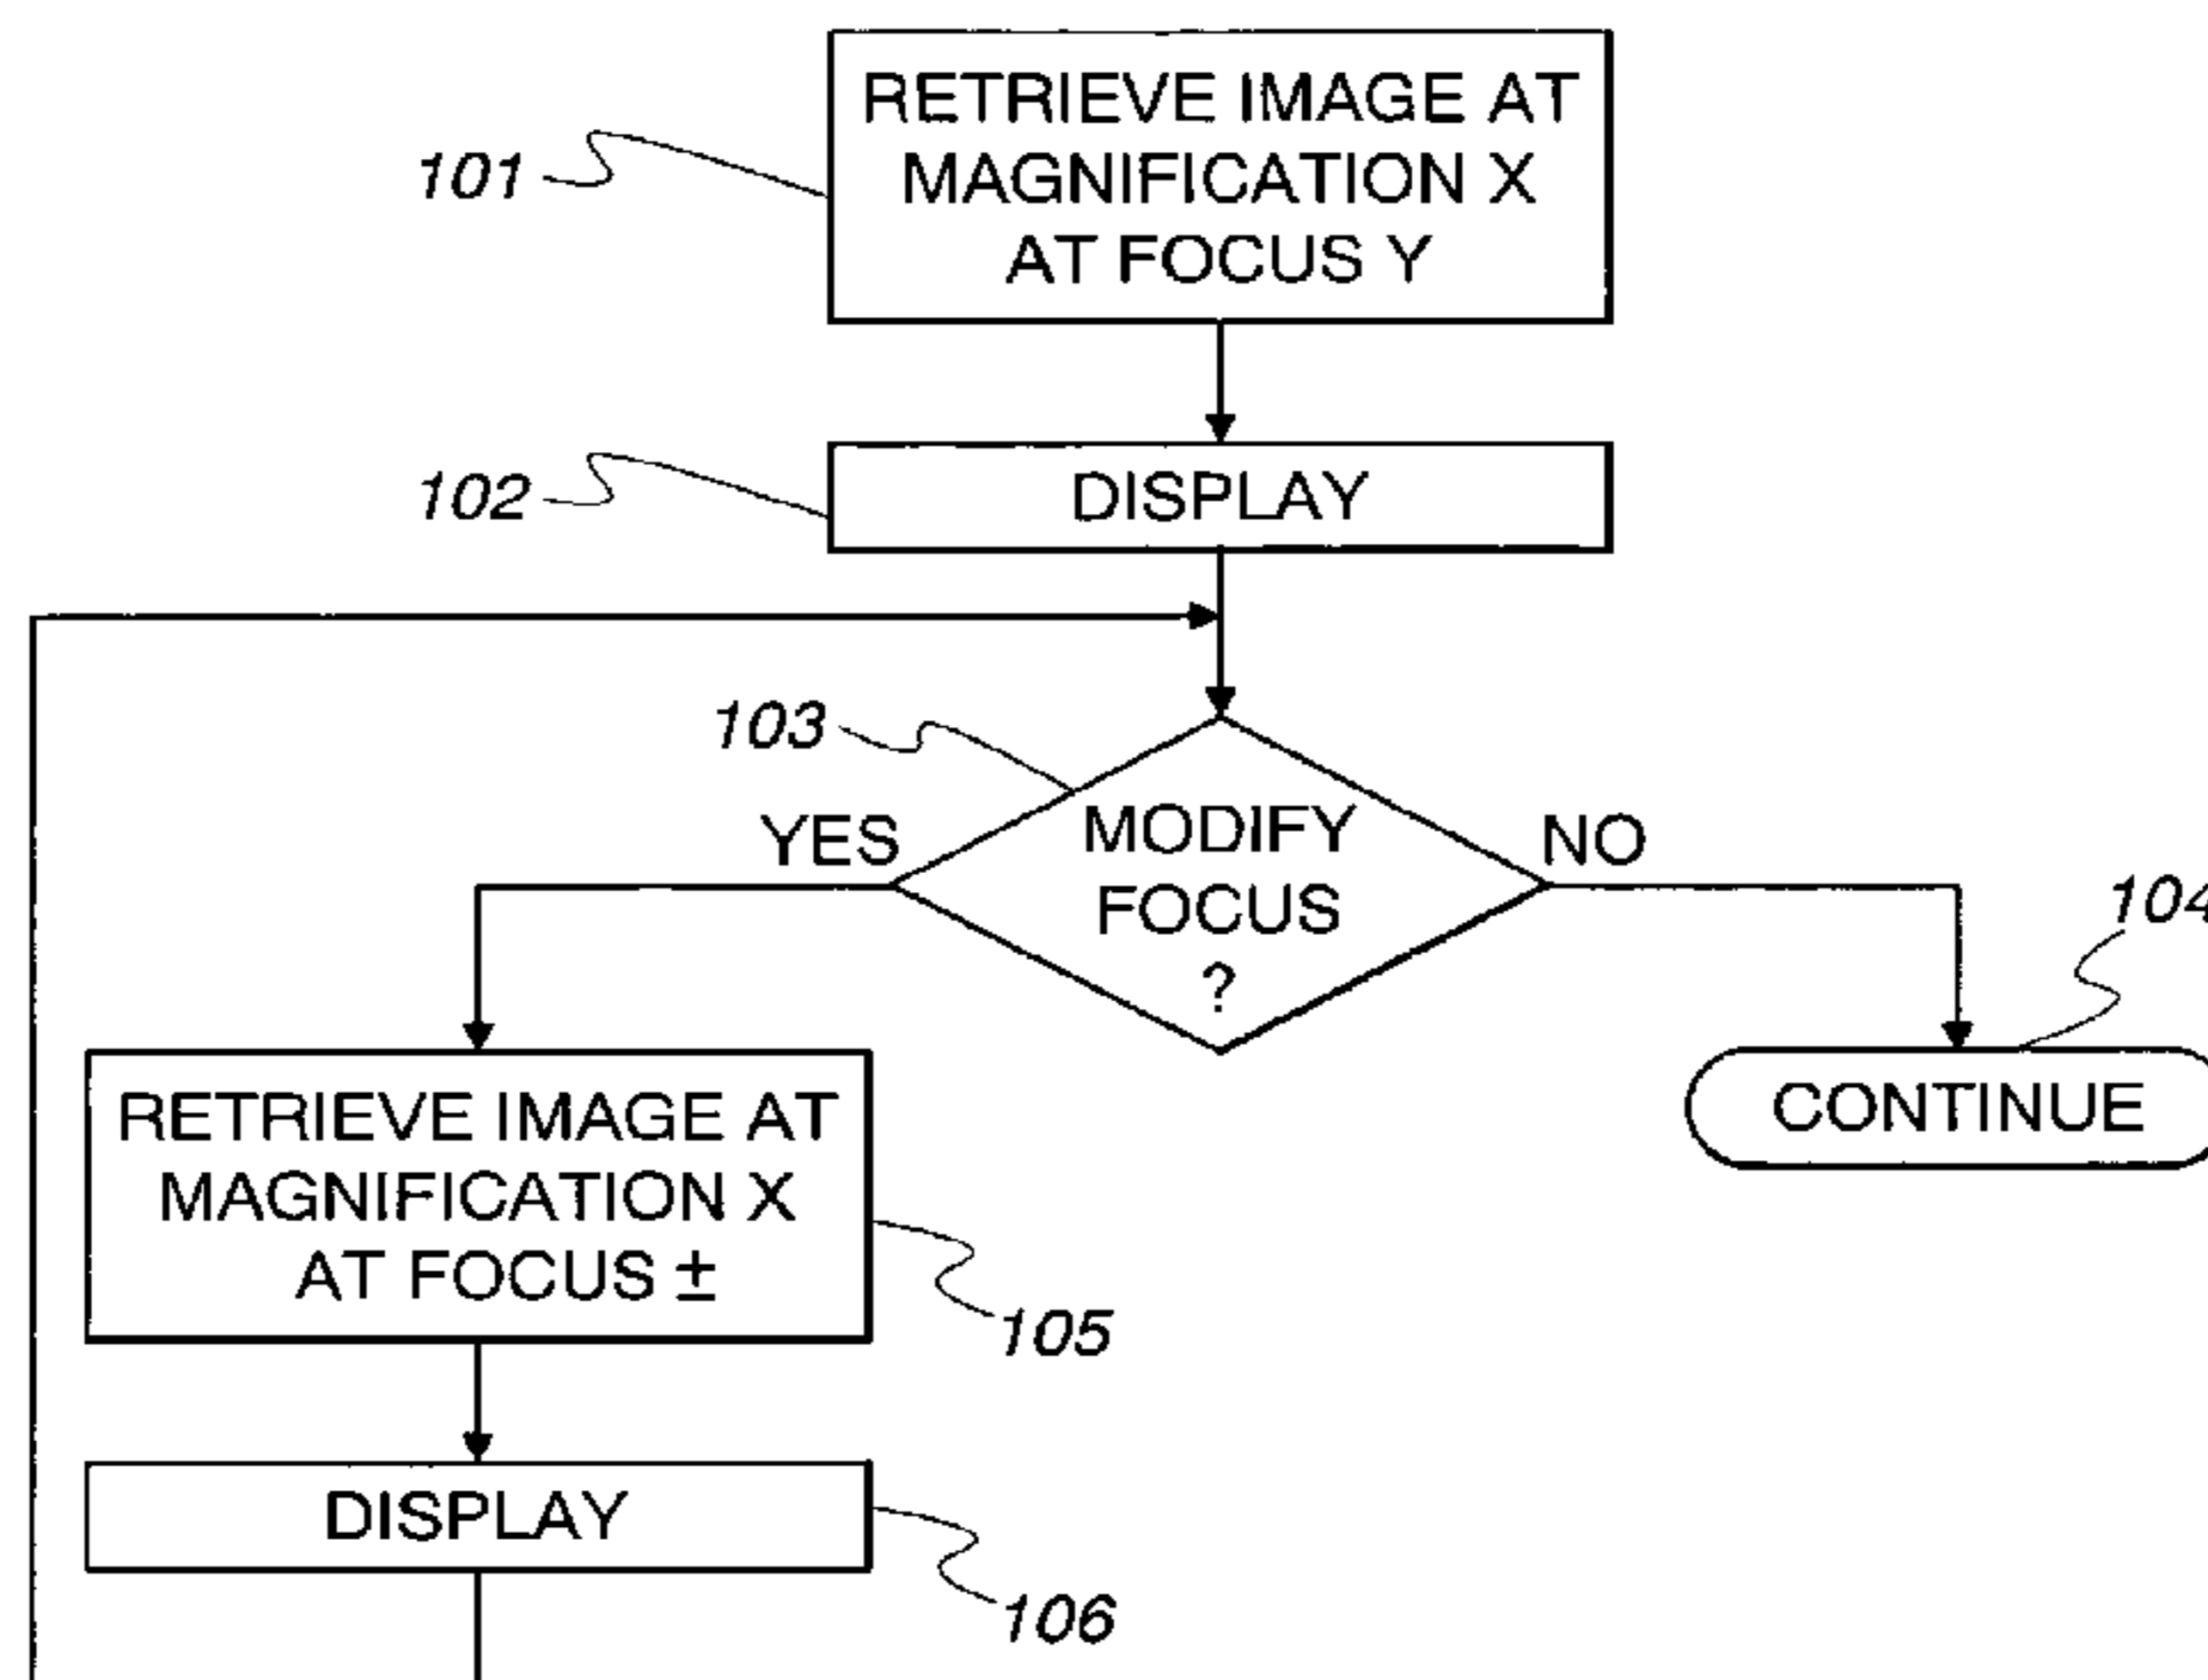 RETRIEVE IMAGE AT
MAGNIFICATION X
AT FOCUS Y
101
DISPLAY
102
103
MODIFY
FOCUS
?
YES
NO
104
CONTINUE
RETRIEVE IMAGE AT
MAGNIFICATION X
AT FOCUS ±
105
DISPLAY
106